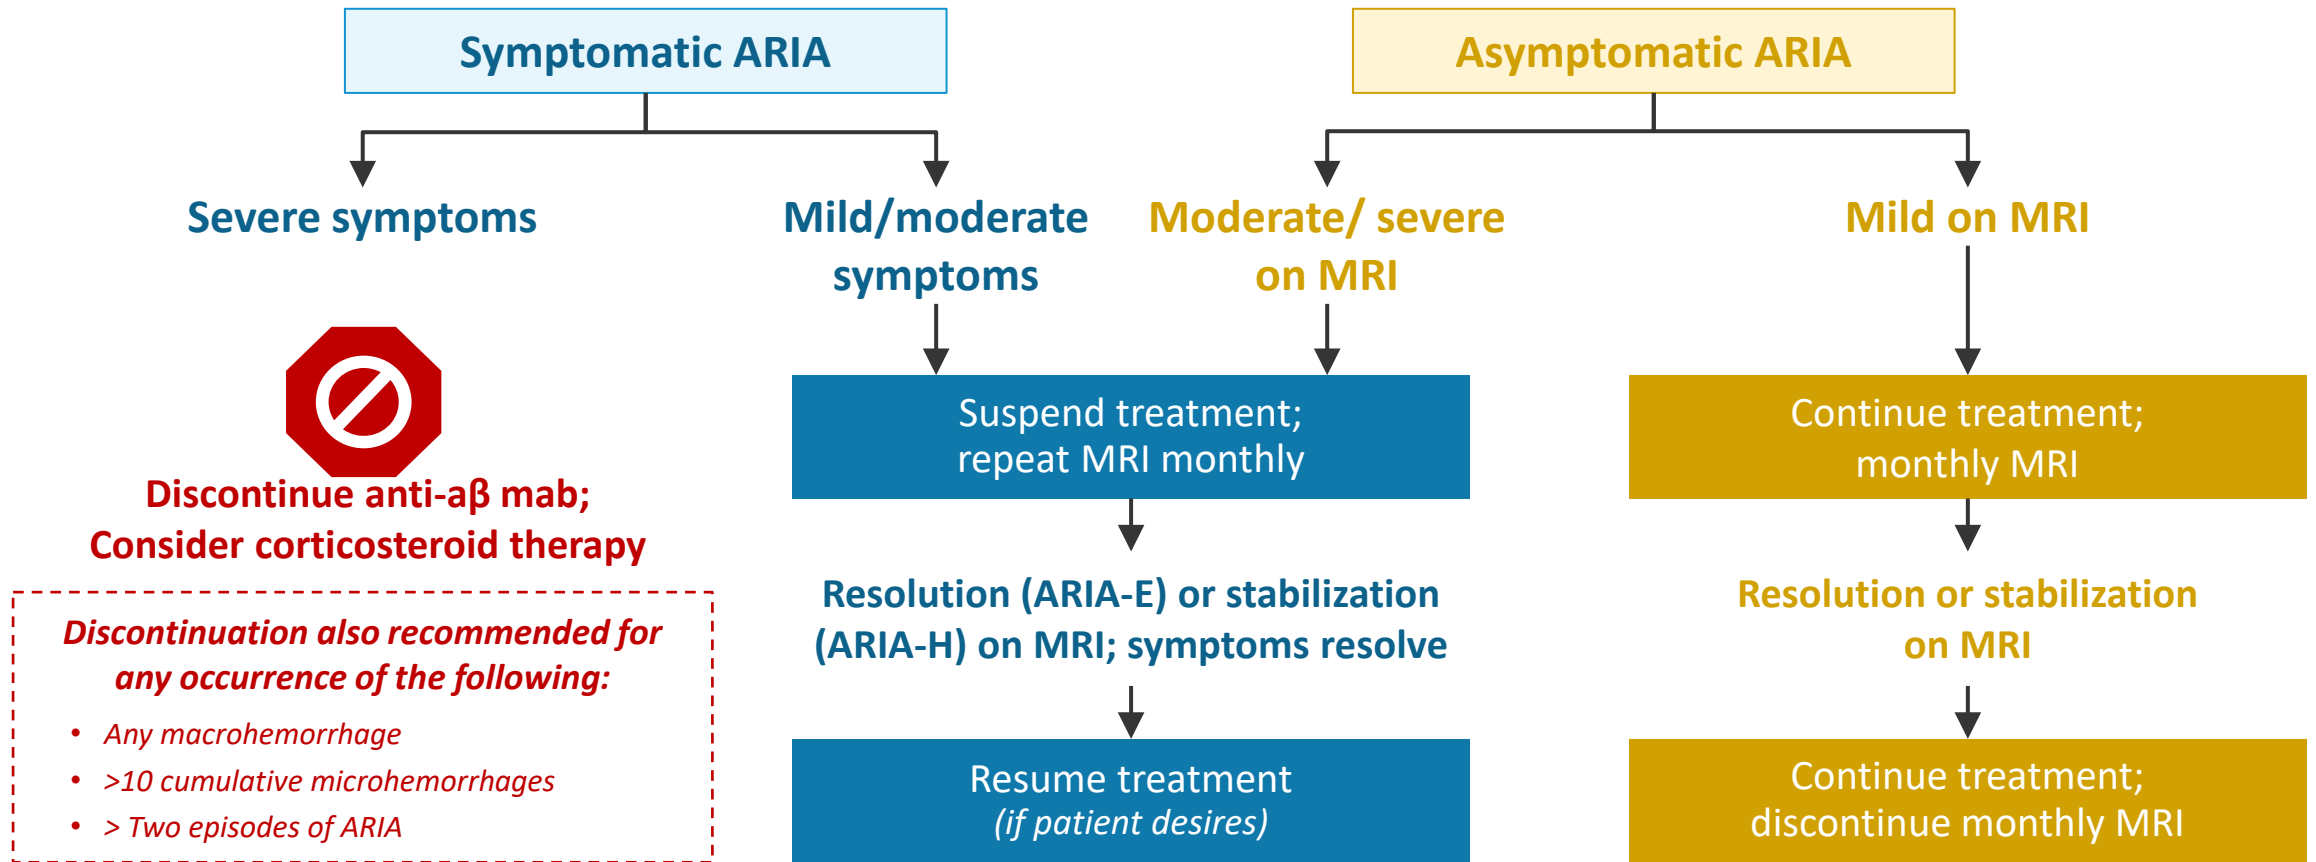 Symptomatic ARIA
Asymptomatic ARIA
Severe symptoms
Mild/moderate
symptoms
Moderate/ severe
on MRI
Mild on MRI
Discontinue anti-aβ mab;
Consider corticosteroid therapy
Discontinuation also recommended for
any occurrence of the following:
• Any macrohemorrhage
• >10 cumulative microhemorrhages
• > Two episodes of ARIA
Suspend treatment;
repeat MRI monthly
Resolution (ARIA-E) or stabilization
(ARIA-H) on MRI; symptoms resolve
Resume treatment
(if patient desires)
Continue treatment;
monthly MRI
Resolution or stabilization
on MRI
Continue treatment;
discontinue monthly MRI